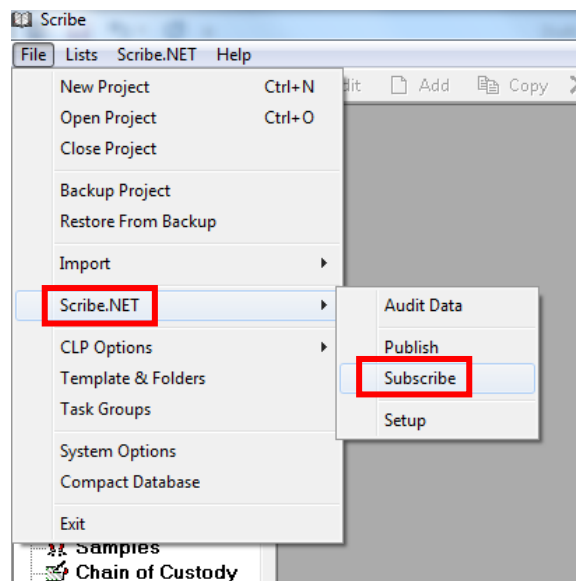 Scribe
File Lists Scribe.NET Help
Add Copy
New Project Ctrl+N
Open Project Ctrl+O
Close Project
Backup Project
Restore From Backup
Import
Scribe.NET
Audit Data
CLP Options
Publish
Template & Folders
Subscribe
Task Groups
Setup
System Options
Compact Database
Exit
Samples
Chain of Custody